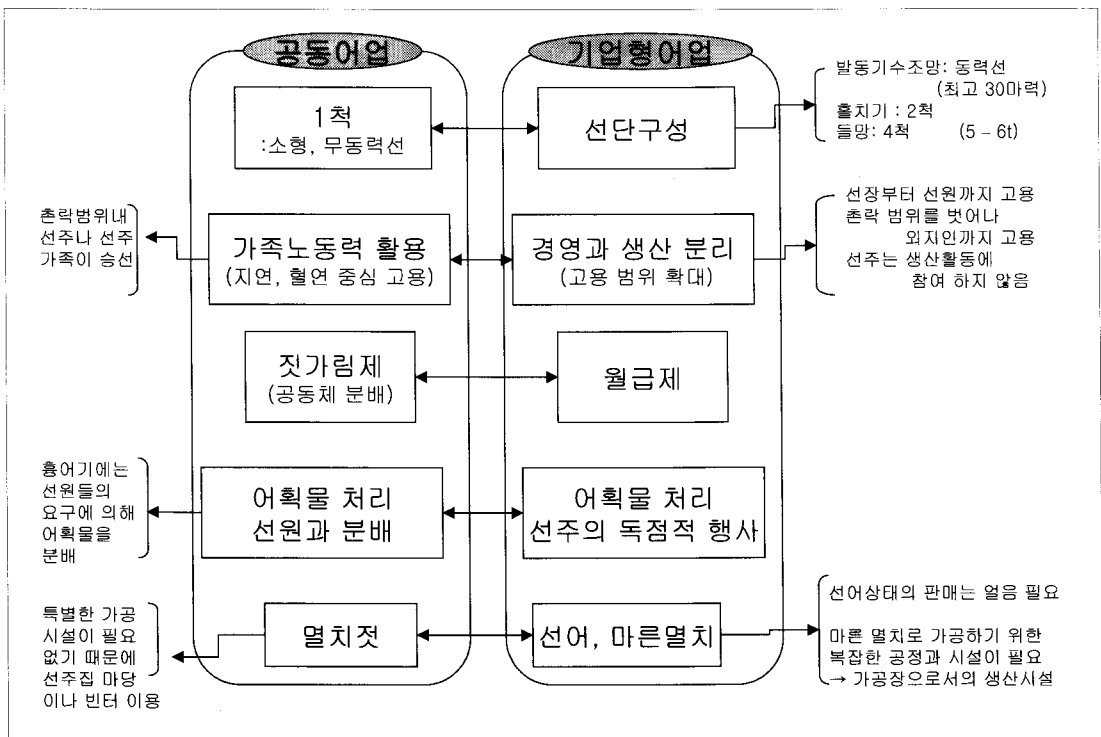 공동어업
기업형어업
1척
:소형, 무동력선
선단구성
발동기수조망: 동력선
(최고 30마력)
홀치기 : 2척
들망: 4척 (5 – 6t)
촌락범위내
선주나 선주
가족이 승선
가족노동력 활용
(지연, 혈연 중심 고용)
경영과 생산 분리
(고용 범위 확대)
선장부터 선원까지 고용
촌락 범위를 벗어나
외지인까지 고용
선주는 생산활동에
참여 하지 않음
짓가림제
(공동체 분배)
월급제
흉어기에는
선원들의
요구에 의해
어획물을
분배
어획물 처리
선원과 분배
어획물 처리
선주의 독점적 행사
특별한 가공
시설이 필요
없기 때문에
선주집 마당
이나 빈터 이용
멸치젓
선어, 마른멸치
선어상태의 판매는 얼음 필요
마른 멸치로 가공하기 위한
복잡한 공정과 시설이 필요
→ 가공장으로서의 생산시설